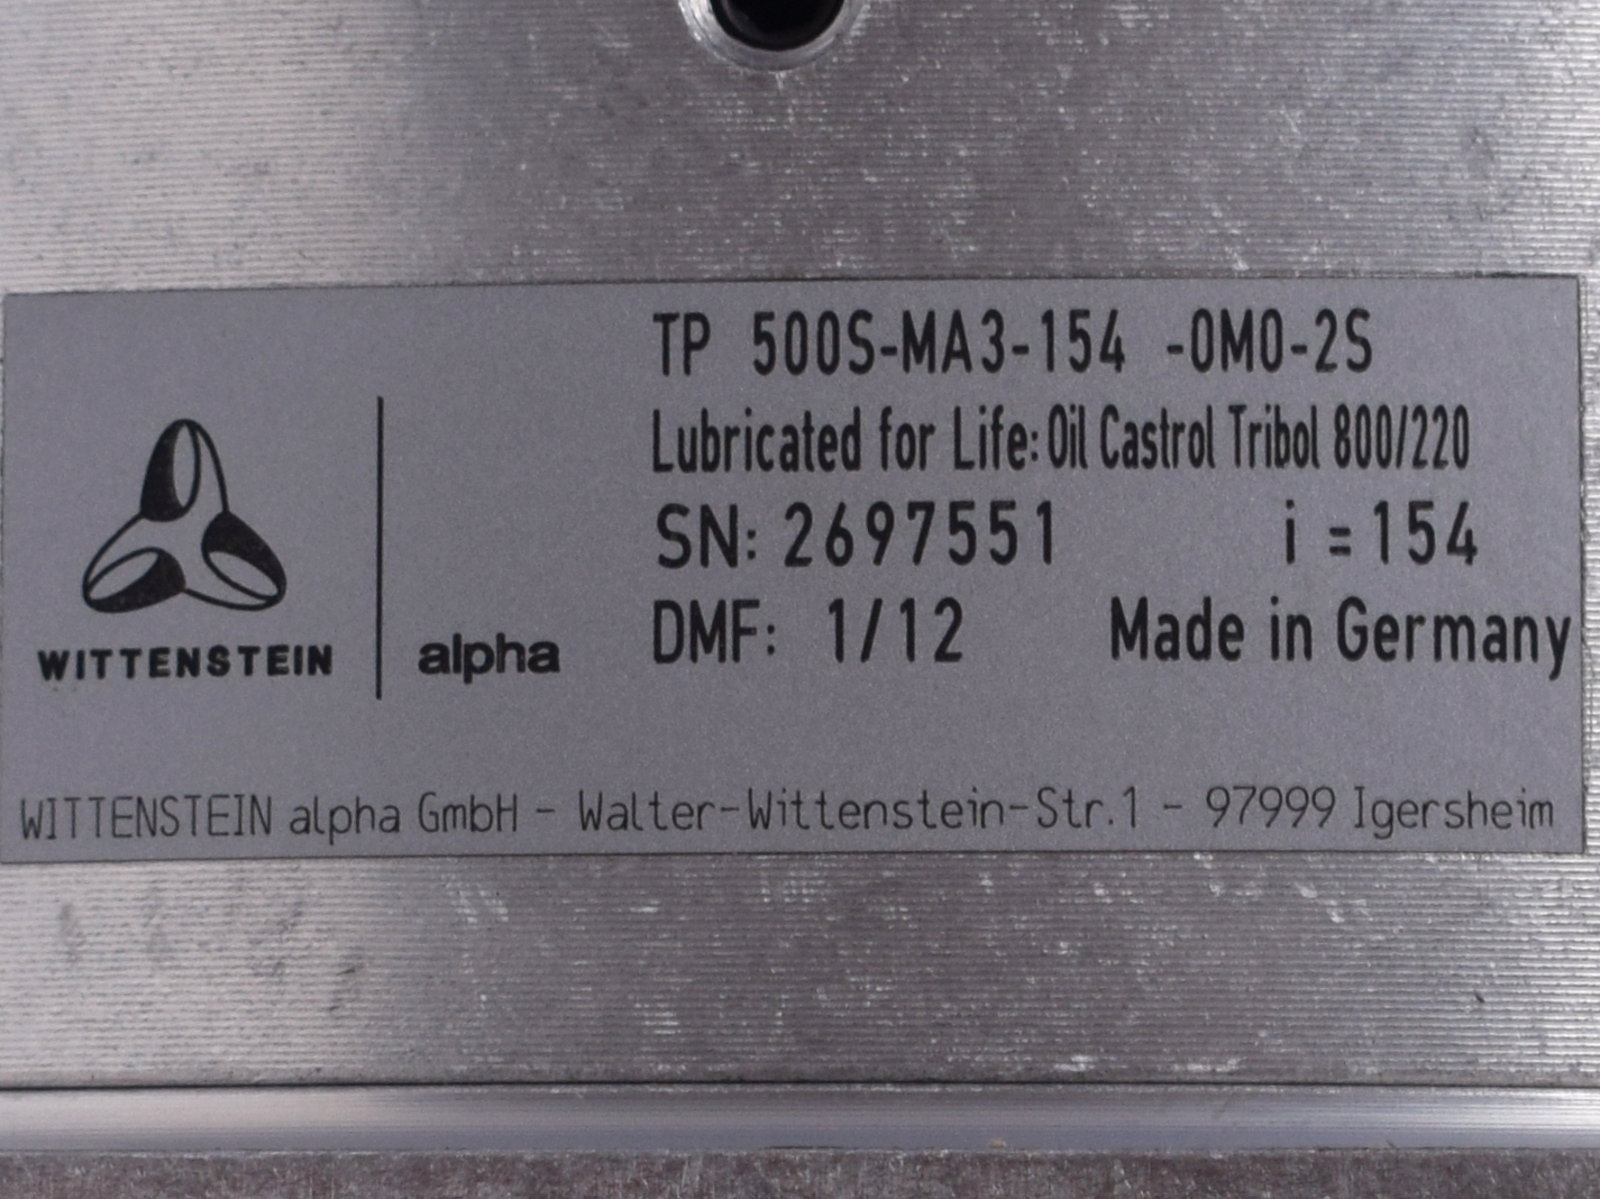 TP 500S-MA3-154 -0M0-2S
Lubricated for Life: Oil Castrol Tribol 800/220
SN: 2697551 i = 154
DMF: 1/12 Made in Germany
WITTENSTEIN alpha
WITTENSTEIN alpha GmbH - Walter-Wittenstein-Str.1 - 97999 Igersheim